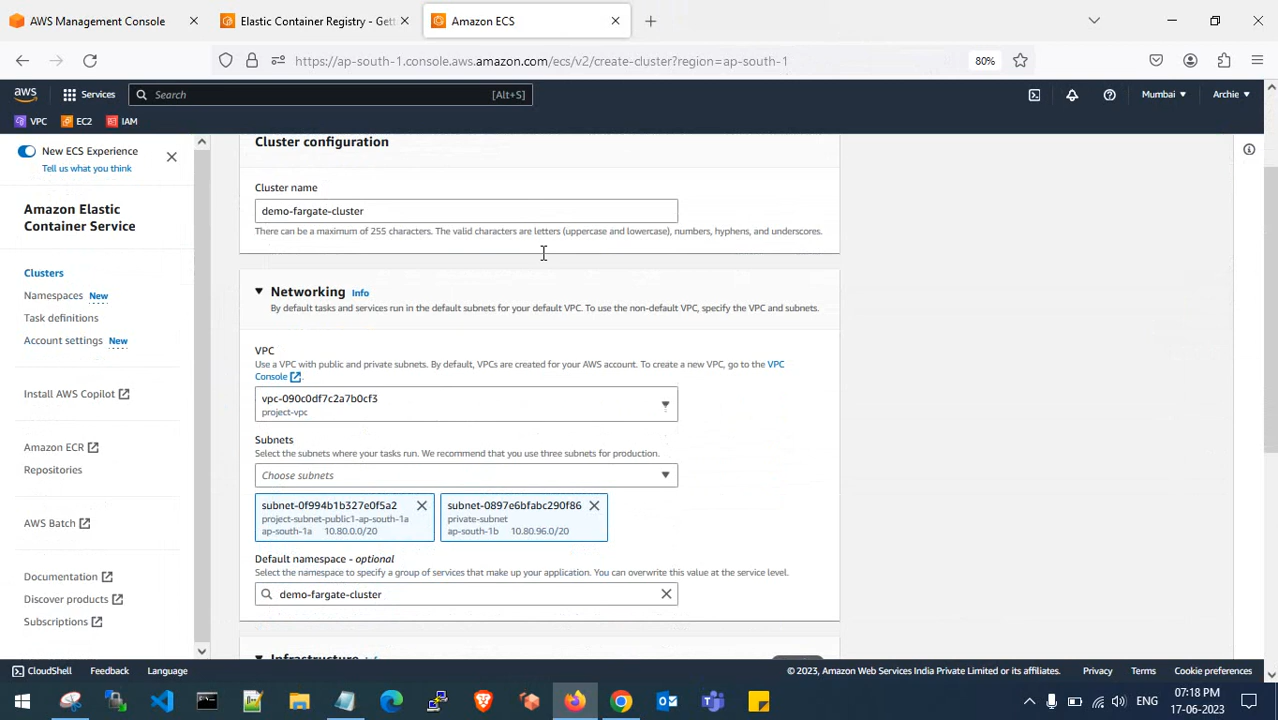 AWS Management Console
Elastic Container Registry - Gett
Amazon ECS
https://ap-south-1.console.aws.amazon.com/ecs/v2/create-cluster?region=ap-south-1
80%
aws
Services
Search
[Alt+S]
Mumbai
Archie
VPC
EC2
IAM
New ECS Experience
Tell us what you think
Amazon Elastic
Container Service
Clusters
Namespaces New
Task definitions
Account settings New
Install AWS Copilot
Amazon ECR
Repositories
AWS Batch
Documentation
Discover products
Subscriptions
Cluster configuration
Cluster name
demo-fargate-cluster
There can be a maximum of 255 characters. The valid characters are letters (uppercase and lowercase), numbers, hyphens, and underscores.
Networking Info
By default tasks and services run in the default subnets for your default VPC. To use the non-default VPC, specify the VPC and subnets.
VPC
Use a VPC with public and private subnets. By default, VPCs are created for your AWS account. To create a new VPC, go to the VPC
Console.
vpc-090c0df7c2a7b0cf3
project-vpc
Subnets
Select the subnets where your tasks run. We recommend that you use three subnets for production.
Choose subnets
subnet-0f994b1b327e0f5a2
project-subnet-public1-ap-south-1a
ap-south-1a 10.80.0.0/20
subnet-0897e6bfabc290f86
private-subnet
ap-south-1b 10.80.96.0/20
Default namespace - optional
Select the namespace to specify a group of services that make up your application. You can overwrite this value at the service level.
demo-fargate-cluster
Infrastructure Info
CloudShell
Feedback
Language
© 2023, Amazon Web Services India Private Limited or its affiliates.
Privacy
Terms
Cookie preferences
ENG
07:18 PM
17-06-2023